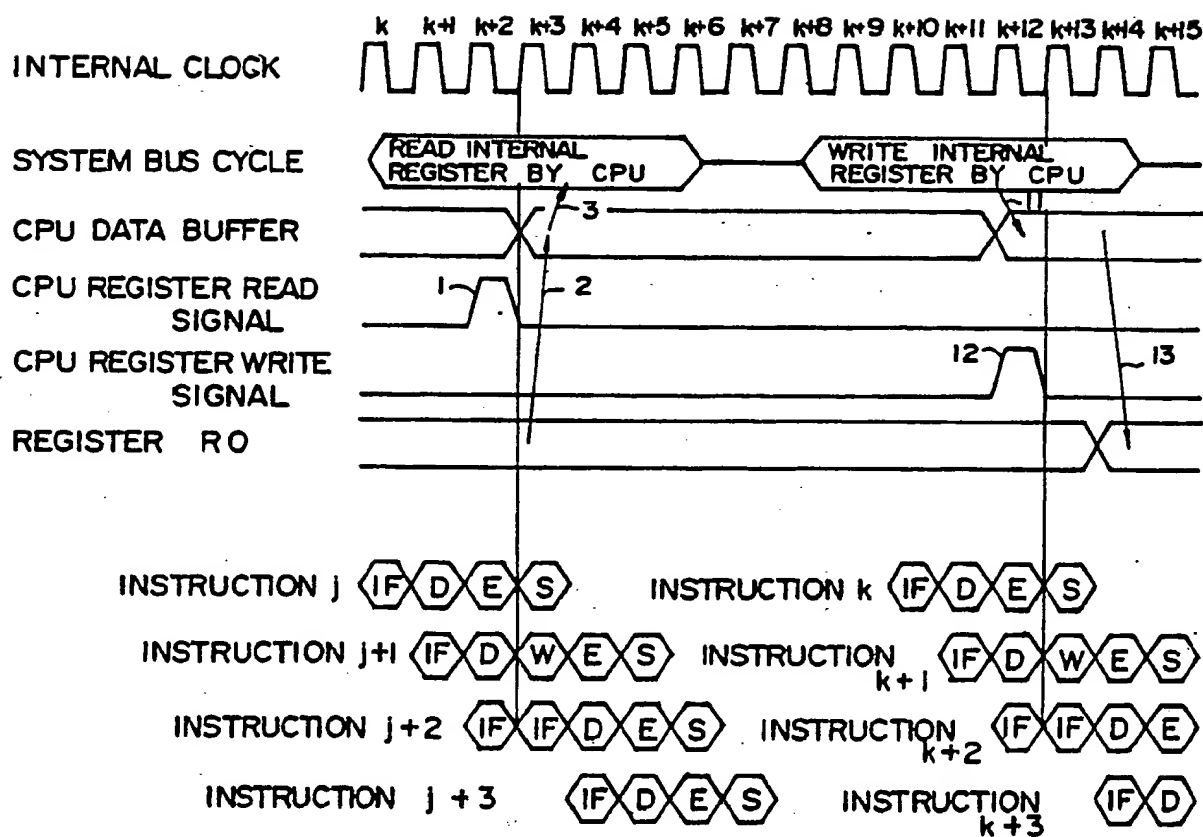 k k+1 k+2 k+3 k+4 k+5 k+6 k+7 k+8 k+9 k+10 k+11 k+12 k+13 k+14 k+15
INTERNAL CLOCK
SYSTEM BUS CYCLE
READ INTERNAL
REGISTER BY CPU
WRITE INTERNAL
REGISTER BY CPU
11
CPU DATA BUFFER
3
CPU REGISTER READ
SIGNAL
1
2
CPU REGISTER WRITE
SIGNAL
12
13
REGISTER R0
INSTRUCTION j IF D E S
INSTRUCTION k IF D E S
INSTRUCTION j+1 IF D W E S
INSTRUCTION
k+1
IF D W E S
INSTRUCTION j+2 IF IF D E S
INSTRUCTION
k+2
IF IF D E
INSTRUCTION j+3 IF D E S
INSTRUCTION
k+3
IF D